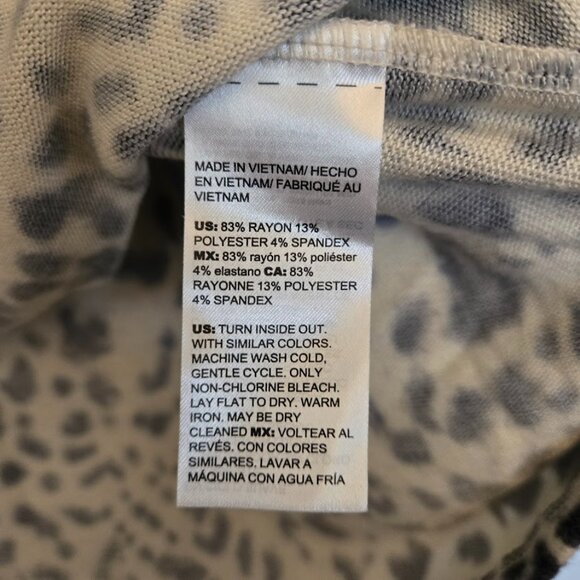 MADE IN VIETNAM/ HECHO
EN VIETNAM/ FABRIQUÉ AU
VIETNAM
US: 83% RAYON 13%
POLYESTER 4% SPANDEX
MX: 83% rayón 13% poliéster
4% elastano CA: 83%
RAYONNE 13% POLYESTER
4% SPANDEX
US: TURN INSIDE OUT.
WITH SIMILAR COLORS.
MACHINE WASH COLD,
GENTLE CYCLE. ONLY
NON-CHLORINE BLEACH.
LAY FLAT TO DRY. WARM
IRON. MAY BE DRY
CLEANED MX: VOLTEAR AL
REVÉS. CON COLORES
SIMILARES. LAVAR A
MÁQUINA CON AGUA FRÍA